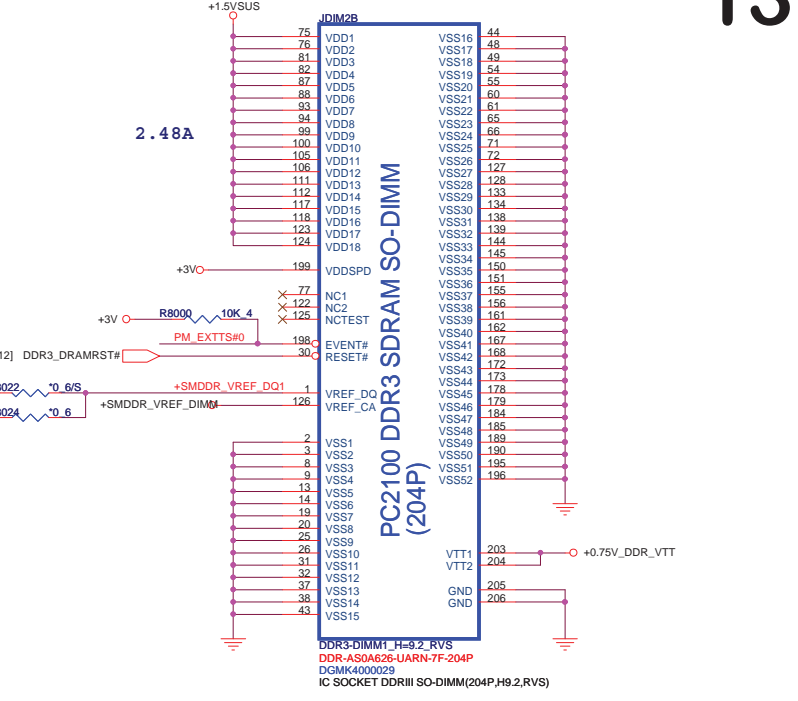 13
+1.5VSUS
JDIM2B
2.48A
75 VDD1
76 VDD2
81 VDD3
82 VDD4
87 VDD5
88 VDD6
93 VDD7
94 VDD8
99 VDD9
100 VDD10
105 VDD11
106 VDD12
111 VDD13
112 VDD14
117 VDD15
118 VDD16
123 VDD17
124 VDD18
+3V 199 VDDSPD
77 NC1
122 NC2
125 NCTEST
+3V R8000 10K_4
PM_EXTTS#0 198 EVENT#
12] DDR3_DRAMRST# 30 RESET#
*0_6/S +SMDDR_VREF_DQ1 1 VREF_DQ
*0_6 +SMDDR_VREF_DIMM 126 VREF_CA
2 VSS1
3 VSS2
8 VSS3
9 VSS4
13 VSS5
14 VSS6
19 VSS7
20 VSS8
25 VSS9
26 VSS10
31 VSS11
32 VSS12
37 VSS13
38 VSS14
43 VSS15
PC2100 DDR3 SDRAM SO-DIMM
(204P)
VSS16 44
VSS17 48
VSS18 49
VSS19 54
VSS20 55
VSS21 60
VSS22 61
VSS23 65
VSS24 66
VSS25 71
VSS26 72
VSS27 127
VSS28 128
VSS29 133
VSS30 134
VSS31 138
VSS32 139
VSS33 144
VSS34 145
VSS35 150
VSS36 151
VSS37 155
VSS38 156
VSS39 161
VSS40 162
VSS41 167
VSS42 168
VSS43 172
VSS44 173
VSS45 178
VSS46 179
VSS47 184
VSS48 185
VSS49 189
VSS50 190
VSS51 195
VSS52 196
VTT1 203 +0.75V_DDR_VTT
VTT2 204
GND 205
GND 206
DDR3-DIMM1_H=9.2_RVS
DDR-AS0A626-UARN-7F-204P
DGMK4000029
IC SOCKET DDRIII SO-DIMM(204P,H9.2,RVS)